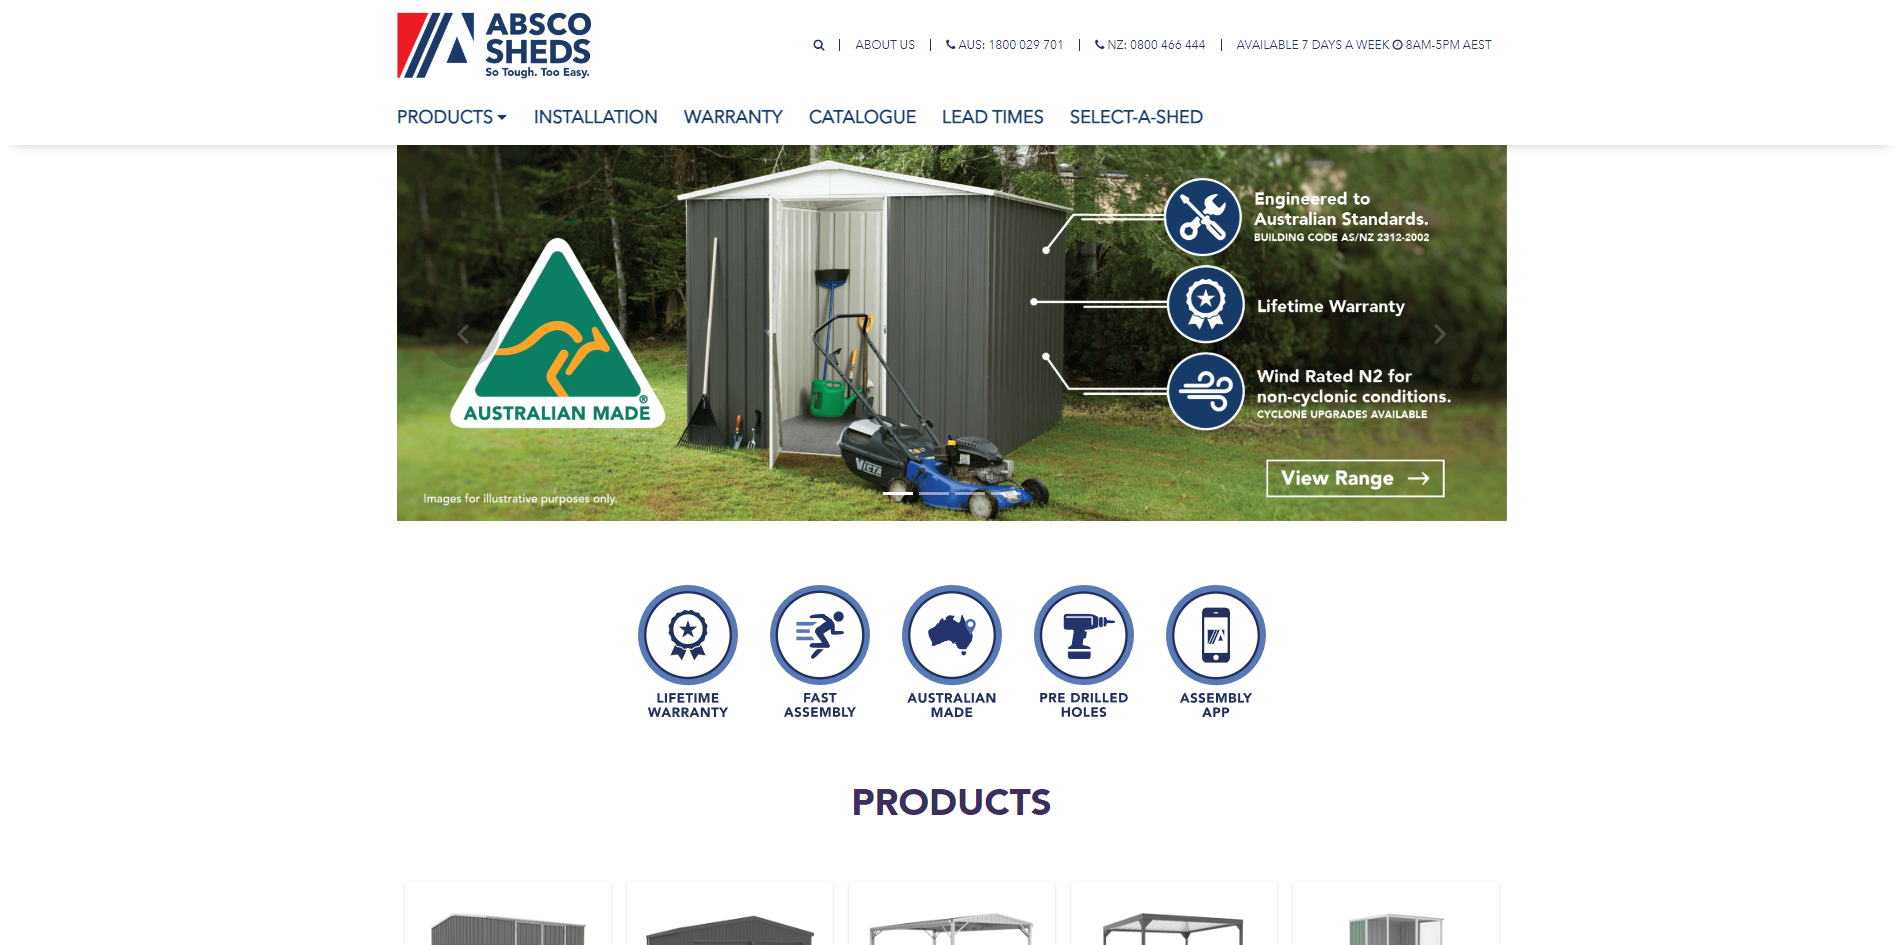 ABSCO
SHEDS
So Tough. Too Easy.
ABOUT US
AUS: 1800 029 701
NZ: 0800 466 444
AVAILABLE 7 DAYS A WEEK 8AM-5PM AEST
PRODUCTS
INSTALLATION
WARRANTY
CATALOGUE
LEAD TIMES
SELECT-A-SHED
Engineered to
Australian Standards.
BUILDING CODE AS/NZ 2312-2002
Lifetime Warranty
Wind Rated N2 for
non-cyclonic conditions.
CYCLONE UPGRADES AVAILABLE
AUSTRALIAN MADE®
VICTA
View Range
Images for illustrative purposes only.
LIFETIME
WARRANTY
FAST
ASSEMBLY
AUSTRALIAN
MADE
PRE DRILLED
HOLES
ASSEMBLY
APP
PRODUCTS